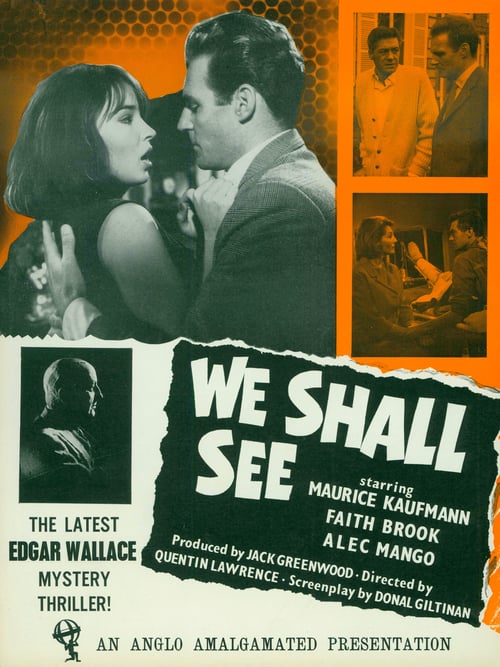 WE SHALL
SEE
starring
MAURICE KAUFMANN
FAITH BROOK
ALEC MANGO
Produced by JACK GREENWOOD - Directed by
QUENTIN LAWRENCE - Screenplay by DONAL GILTINAN
THE LATEST
EDGAR WALLACE
MYSTERY
THRILLER!
AN ANGLO AMALGAMATED PRESENTATION